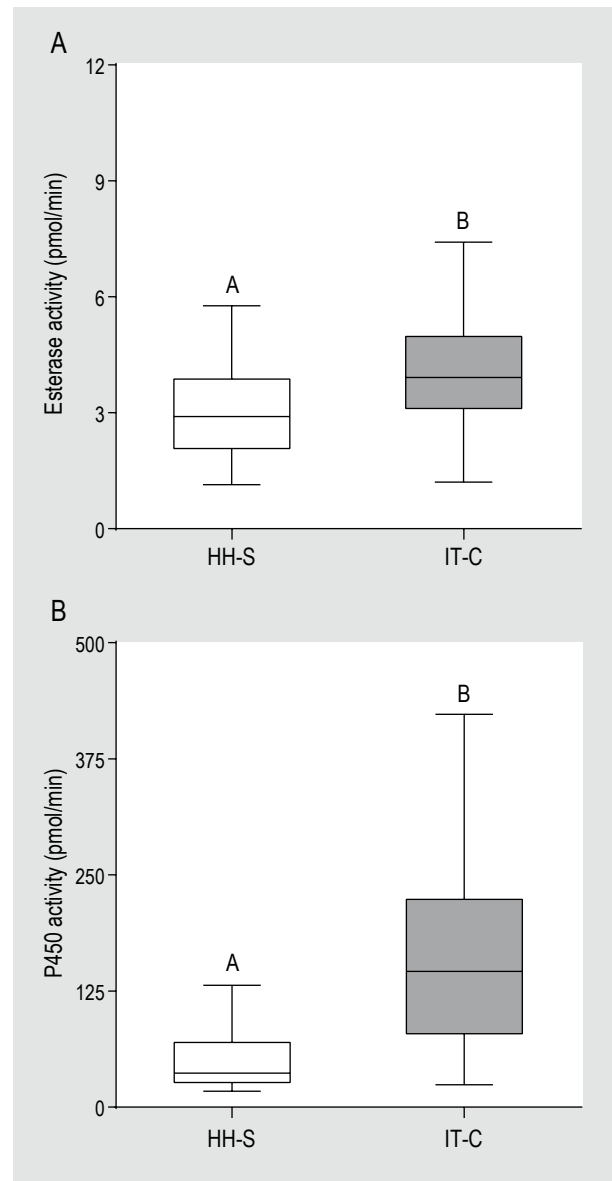 A
12
9
6
3
0
Esterase activity (pmol/min)
A
B
HH-S IT-C
B
500
375
250
125
0
P450 activity (pmol/min)
A
B
HH-S IT-C